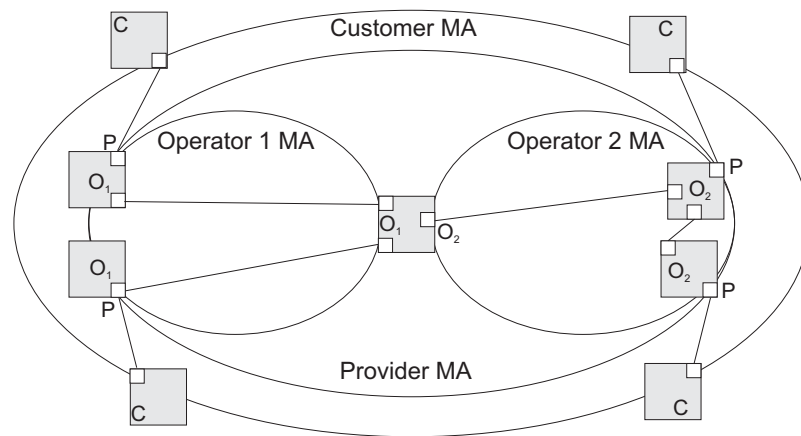 C
Customer MA
C
P
Operator 1 MA
Operator 2 MA
P
O₁
O₂
O₁
O₂
O₁
O₂
P
P
Provider MA
C
C